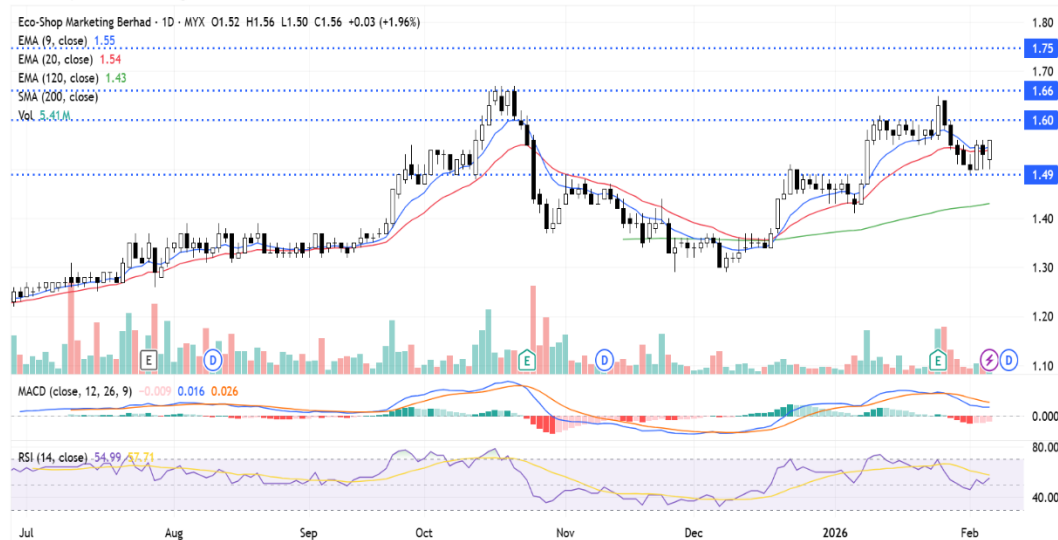 Eco-Shop Marketing Berhad · 1D · MYX O1.52 H1.56 L1.50 C1.56 +0.03 (+1.96%)
EMA (9, close) 1.55
EMA (20, close) 1.54
EMA (120, close) 1.43
SMA (200, close)
Vol 5.41M
1.80
1.75
1.70
1.66
1.60
1.49
1.40
1.30
1.20
1.10
E
D
E
D
E
D
MACD (close, 12, 26, 9) −0.009 0.016 0.026
0.000
RSI (14, close) 54.99 57.71
80.00
40.00
Jul Aug Sep Oct Nov Dec 2026 Feb